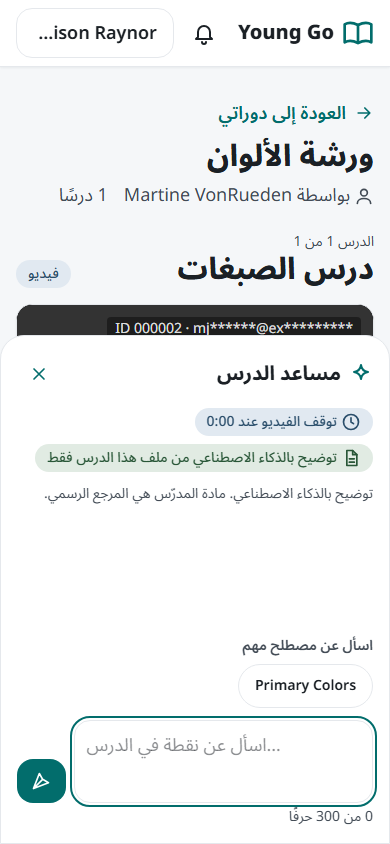 Young Go
...ison Raynor
العودة إلى دوراتي
ورشة الألوان
بواسطة Martine VonRueden 1 درسًا
الدرس 1 من 1
درس الصبغات
فيديو
ID 000002 · mj******@ex*********
مساعد الدرس
توقف الفيديو عند 0:00
توضيح بالذكاء الاصطناعي من ملف هذا الدرس فقط
توضيح بالذكاء الاصطناعي. مادة المدرّس هي المرجع الرسمي.
اسأل عن مصطلح مهم
Primary Colors
اسأل عن نقطة في الدرس...
0 من 300 حرفًا